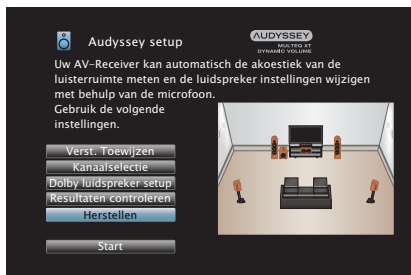 Audyssey setup
AUDYSSEY
MULTEQ XT
DYNAMIC VOLUME
Uw AV-Receiver kan automatisch de akoestiek van de
luisterruimte meten en de luidspreker instellingen wijzigen
met behulp van de microfoon.
Gebruik de volgende
instellingen.
Verst. Toewijzen
Kanaalselectie
Dolby luidspreker setup
Resultaten controleren
Herstellen
Start